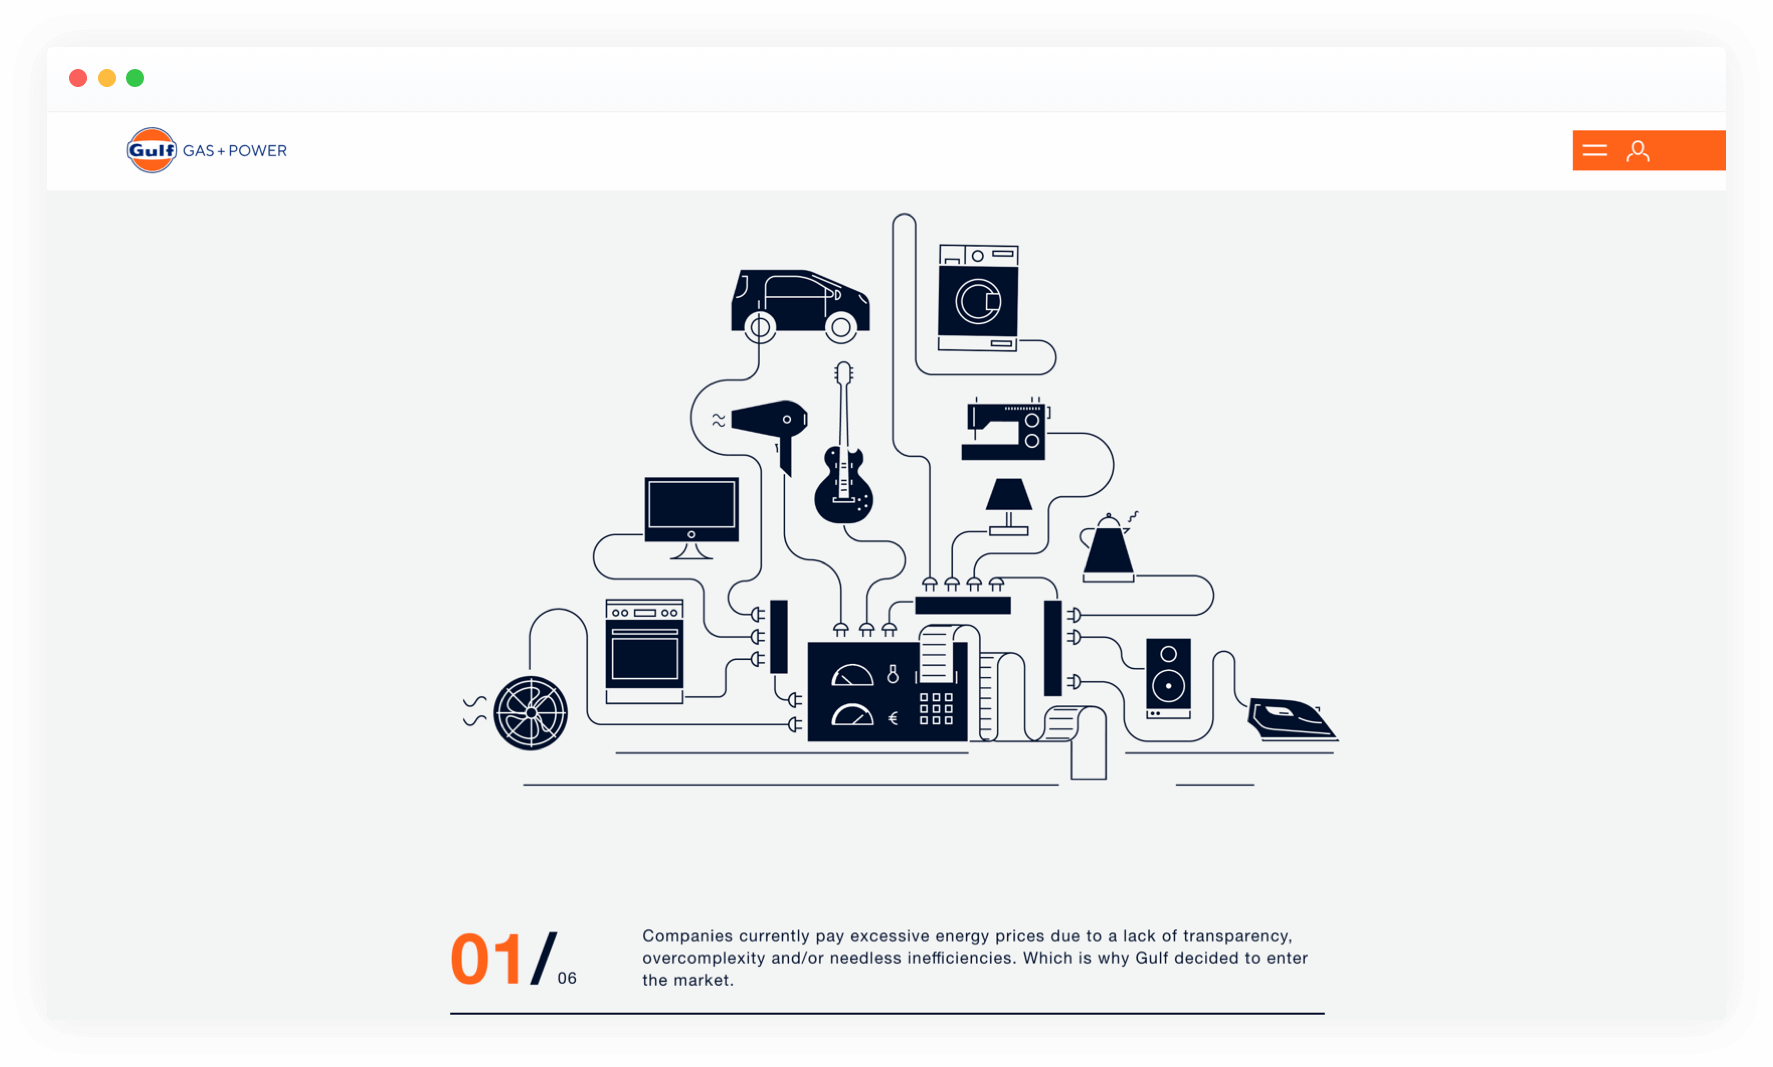 Gulf GAS + POWER
€
01/06
Companies currently pay excessive energy prices due to a lack of transparency,
overcomplexity and/or needless inefficiencies. Which is why Gulf decided to enter
the market.